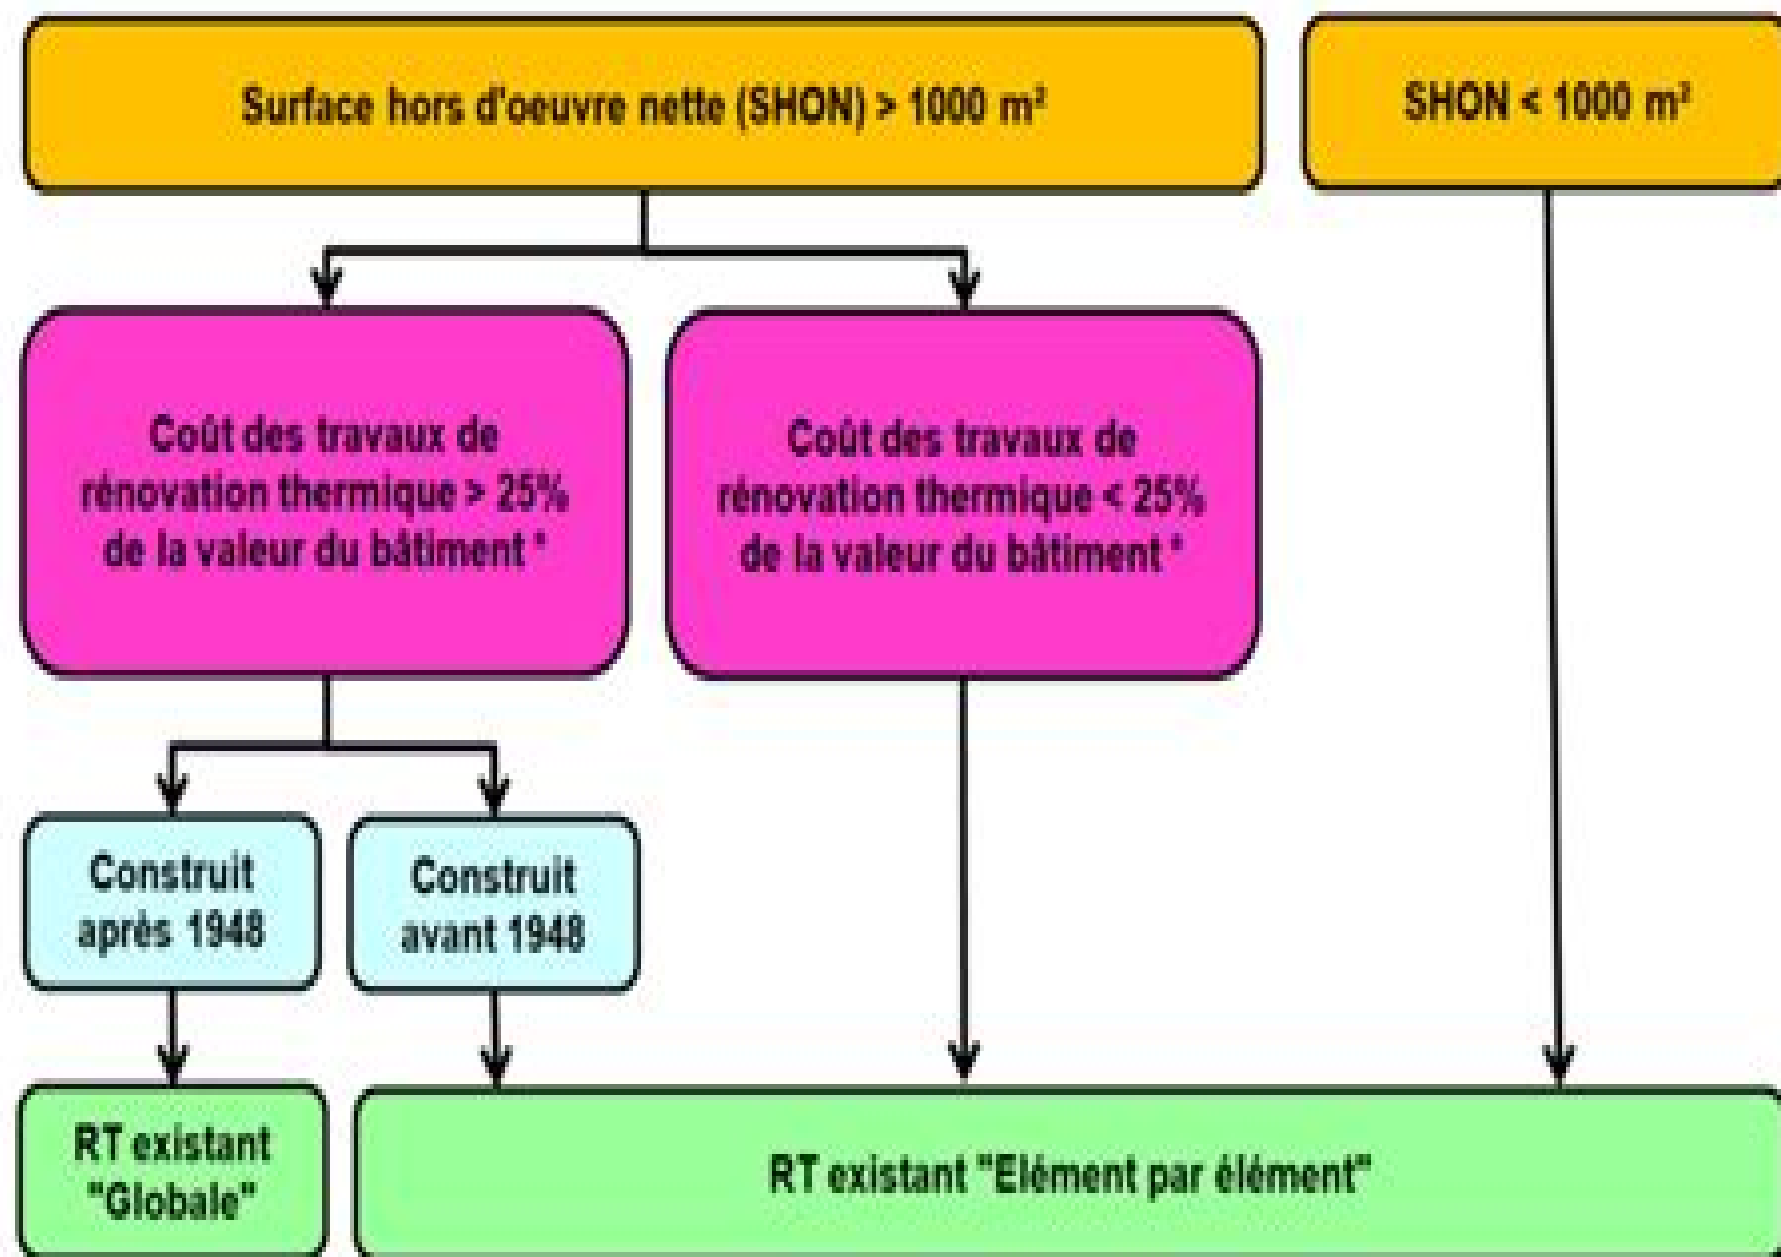 Surface hors d'oeuvre nette (SHON) > 1000 m²
SHON < 1000 m²
Coût des travaux de
rénovation thermique > 25%
de la valeur du bâtiment *
Coût des travaux de
rénovation thermique < 25%
de la valeur du bâtiment *
Construit
après 1948
Construit
avant 1948
RT existant
"Globale"
RT existant "Elément par élément"